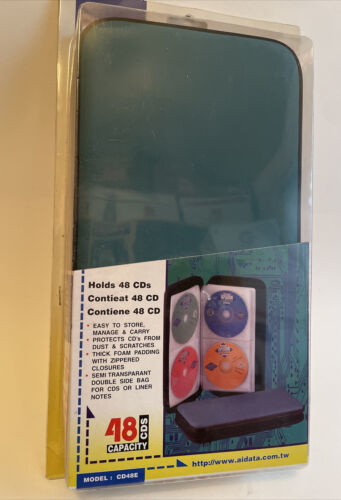 Holds 48 CDs
Contieat 48 CD
Contiene 48 CD
• EASY TO STORE,
MANAGE & CARRY
• PROTECTS CD's FROM
DUST & SCRATCHES
• THICK FOAM PADDING
WITH ZIPPERED
CLOSURES
• SEMI TRANSPARANT
DOUBLE SIDE BAG
FOR CDS OR LINER
NOTES
48 CDS
CAPACITY
MODEL : CD48E
http://www.aidata.com.tw